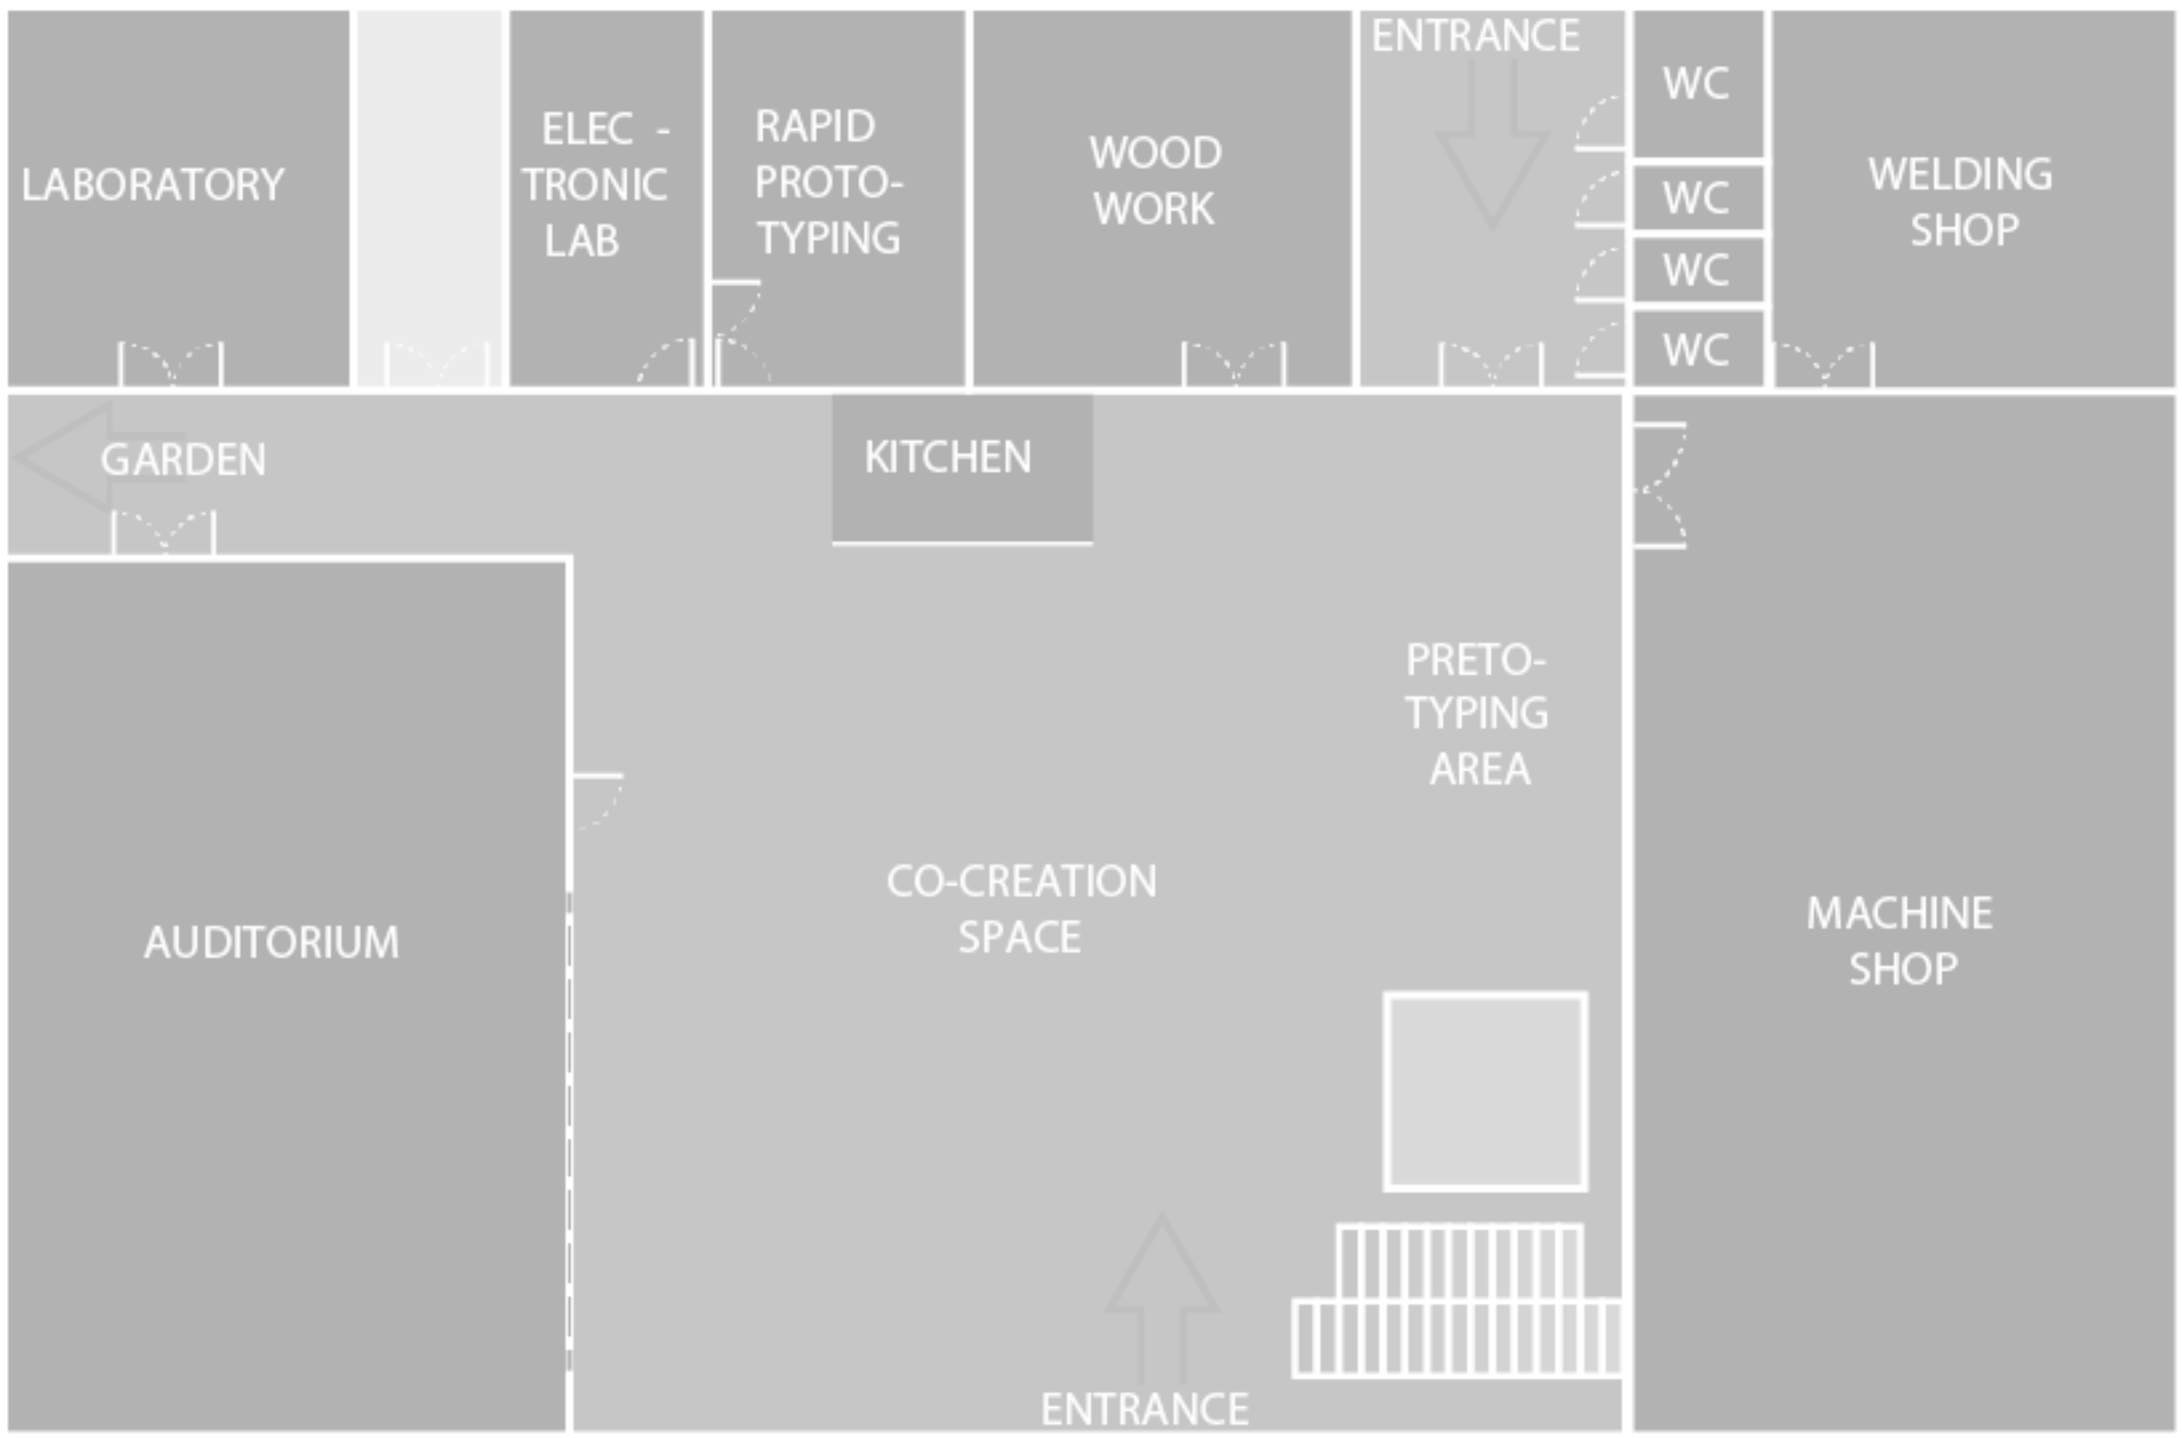 LABORATORY
ELEC -
TRONIC
LAB
RAPID
PROTO-
TYPING
WOOD
WORK
ENTRANCE
WC
WC
WC
WC
WELDING
SHOP
GARDEN
KITCHEN
PRETO-
TYPING
AREA
AUDITORIUM
CO-CREATION
SPACE
MACHINE
SHOP
ENTRANCE